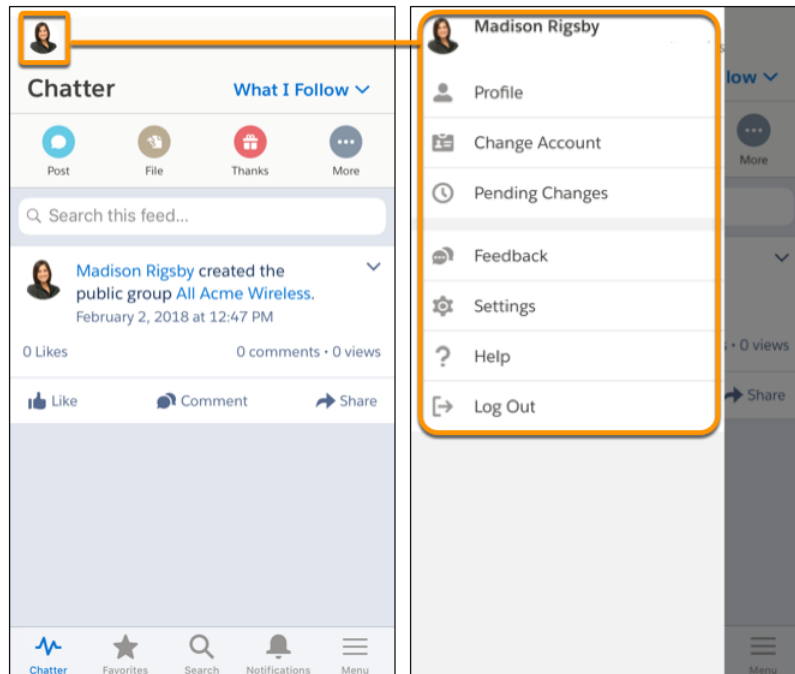 Chatter
What I Follow
Post
File
Thanks
More
Search this feed...
Madison Rigsby created the
public group All Acme Wireless.
February 2, 2018 at 12:47 PM
0 Likes
0 comments • 0 views
Like
Comment
Share
Chatter
Favorites
Search
Notifications
Menu
Madison Rigsby
Profile
Change Account
Pending Changes
Feedback
Settings
Help
Log Out
low
More
• 0 views
Share
Menu